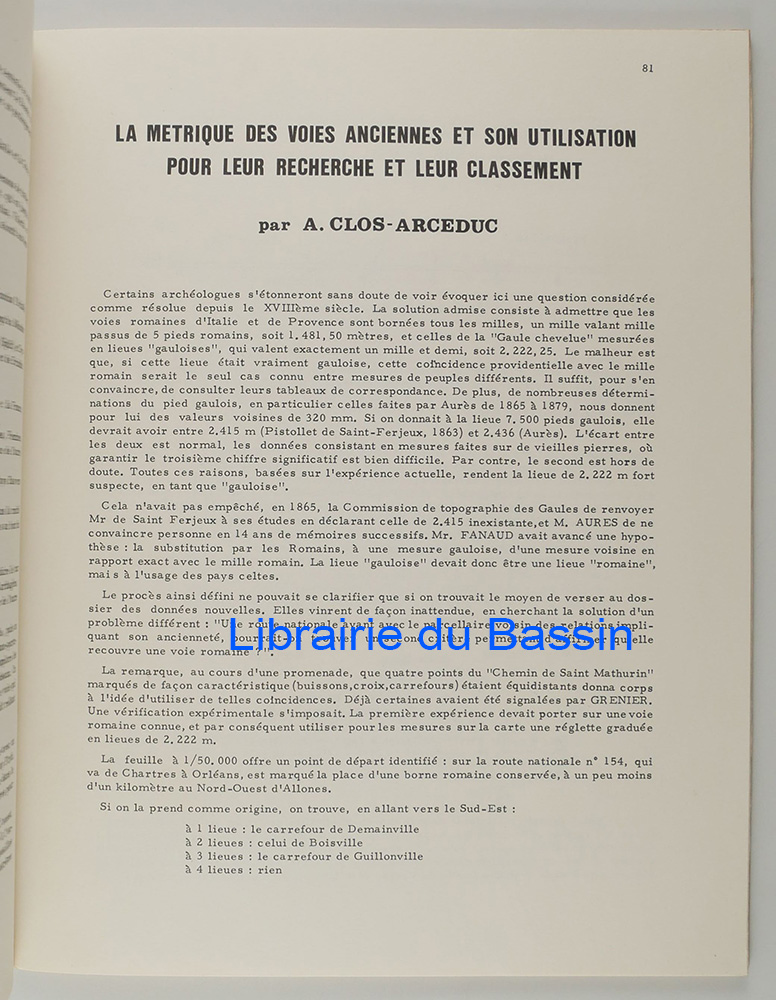 81
LA METRIQUE DES VOIES ANCIENNES ET SON UTILISATION
POUR LEUR RECHERCHE ET LEUR CLASSEMENT
par A. CLOS-ARCEDUC
Certains archéologues s'étonneront sans doute de voir évoquer ici une question considérée
comme résolue depuis le XVIIIème siècle. La solution admise consiste à admettre que les
voies romaines d'Italie et de Provence sont bornées tous les milles, un mille valant mille
passus de 5 pieds romains, soit 1.481,50 mètres, et celles de la "Gaule chevelue" mesurées
en lieues "gauloises", qui valent exactement un mille et demi, soit 2.222,25. Le malheur est
que, si cette lieue était vraiment gauloise, cette coïncidence providentielle avec le mille
romain serait le seul cas connu entre mesures de peuples différents. Il suffit, pour s'en
convaincre, de consulter leurs tableaux de correspondance. De plus, de nombreuses détermi-
nations du pied gaulois, en particulier celles faites par Aurès de 1865 à 1879, nous donnent
pour lui des valeurs voisines de 320 mm. Si on donnait à la lieue 7.500 pieds gaulois, elle
devrait avoir entre 2.415 m (Pistollet de Saint-Ferjeux, 1863) et 2.436 (Aurès). L'écart entre
les deux est normal, les données consistant en mesures faites sur de vieilles pierres, où
garantir le troisième chiffre significatif est bien difficile. Par contre, le second est hors de
doute. Toutes ces raisons, basées sur l'expérience actuelle, rendent la lieue de 2.222 m fort
suspecte, en tant que "gauloise".
Cela n'avait pas empêché, en 1865, la Commission de topographie des Gaules de renvoyer
Mr de Saint Ferjeux à ses études en déclarant celle de 2.415 inexistante,et M. AURES de ne
convaincre personne en 14 ans de mémoires successifs. Mr. FANAUD avait avancé une hypo-
thèse : la substitution par les Romains, à une mesure gauloise, d'une mesure voisine en
rapport exact avec le mille romain. La lieue "gauloise" devait donc être une lieue "romaine",
mais à l'usage des pays celtes.
Le procès ainsi défini ne pouvait se clarifier que si on trouvait le moyen de verser au dos-
sier des données nouvelles. Elles vinrent de façon inattendue, en cherchant la solution d'un
problème différent : "Une route nationale ayant avec le parcellaire voisin des relations impli-
quant son ancienneté, pourrait-on trouver un second critère permettant d'affirmer qu'elle
recouvre une voie romaine ?".
Librairie du Bassin
La remarque, au cours d'une promenade, que quatre points du "Chemin de Saint Mathurin"
marqués de façon caractéristique (buissons,croix,carrefours) étaient équidistants donna corps
à l'idée d'utiliser de telles coïncidences. Déjà certaines avaient été signalées par GRENIER.
Une vérification expérimentale s'imposait. La première expérience devait porter sur une voie
romaine connue, et par conséquent utiliser pour les mesures sur la carte une réglette graduée
en lieues de 2.222 m.
La feuille à 1/50.000 offre un point de départ identifié : sur la route nationale n° 154, qui
va de Chartres à Orléans, est marqué la place d'une borne romaine conservée, à un peu moins
d'un kilomètre au Nord-Ouest d'Allones.
Si on la prend comme origine, on trouve, en allant vers le Sud-Est :
à 1 lieue : le carrefour de Demainville
à 2 lieues : celui de Boisville
à 3 lieues : le carrefour de Guillonville
à 4 lieues : rien